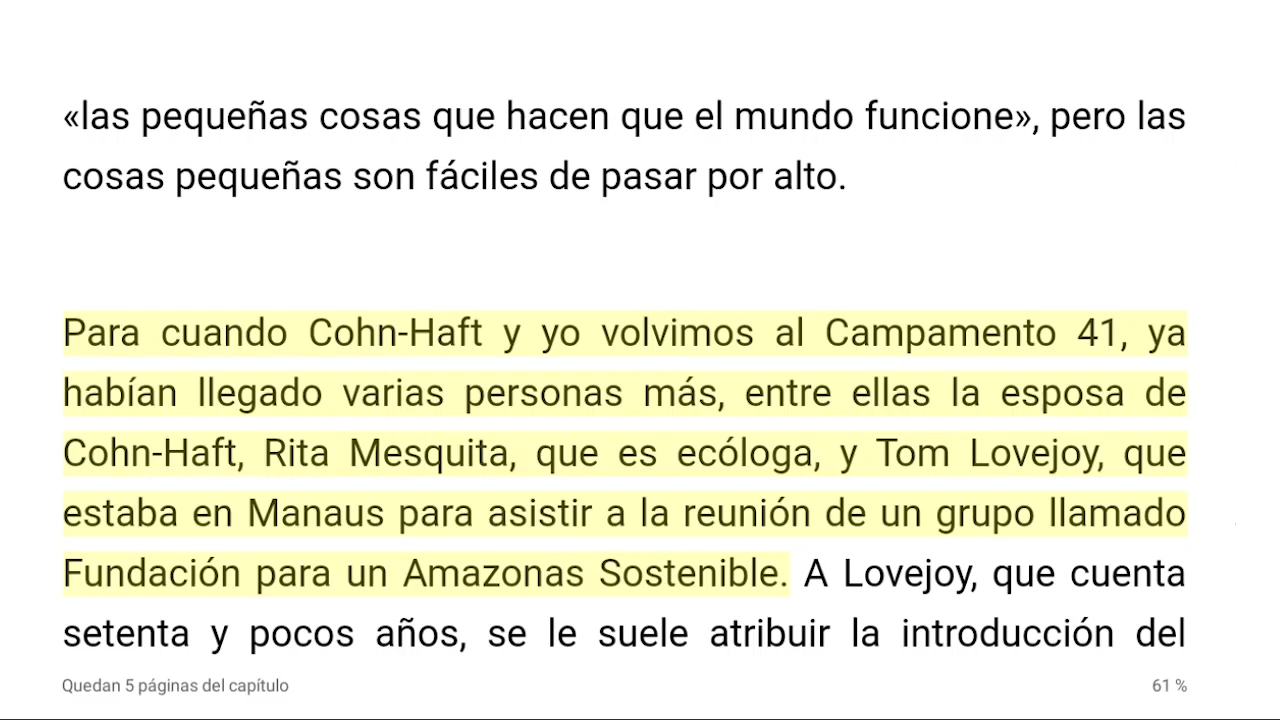 «las pequeñas cosas que hacen que el mundo funcione», pero las
cosas pequeñas son fáciles de pasar por alto.
Para cuando Cohn-Haft y yo volvimos al Campamento 41, ya
habían llegado varias personas más, entre ellas la esposa de
Cohn-Haft, Rita Mesquita, que es ecóloga, y Tom Lovejoy, que
estaba en Manaus para asistir a la reunión de un grupo llamado
Fundación para un Amazonas Sostenible. A Lovejoy, que cuenta
setenta y pocos años, se le suele atribuir la introducción del
Quedan 5 páginas del capítulo
61 %